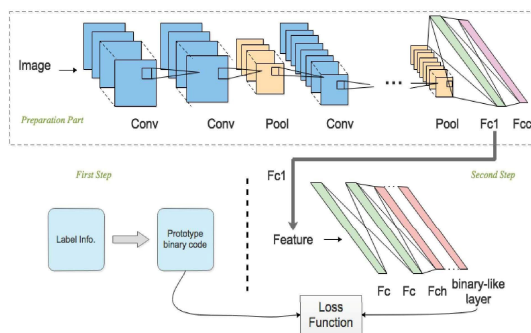 Image
Conv
Conv
Pool
Conv
...
Pool
Fc1
Fcc
Preparation Part
First Step
Fc1
Second Step
Label Info.
Prototype
binary code
Feature
Fc
Fc
Fch
binary-like
layer
Loss
Function